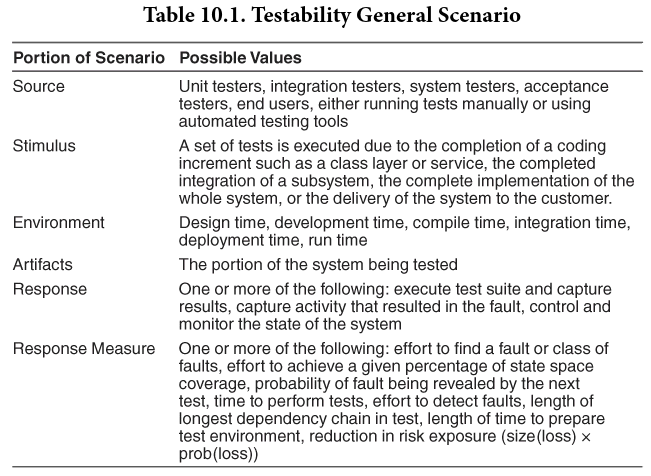 Table 10.1. Testability General Scenario
Portion of Scenario Possible Values
Source Unit testers, integration testers, system testers, acceptance
testers, end users, either running tests manually or using
automated testing tools
Stimulus A set of tests is executed due to the completion of a coding
increment such as a class layer or service, the completed
integration of a subsystem, the complete implementation of the
whole system, or the delivery of the system to the customer.
Environment Design time, development time, compile time, integration time,
deployment time, run time
Artifacts The portion of the system being tested
Response One or more of the following: execute test suite and capture
results, capture activity that resulted in the fault, control and
monitor the state of the system
Response Measure One or more of the following: effort to find a fault or class of
faults, effort to achieve a given percentage of state space
coverage, probability of fault being revealed by the next
test, time to perform tests, effort to detect faults, length of
longest dependency chain in test, length of time to prepare
test environment, reduction in risk exposure (size(loss) ×
prob(loss))